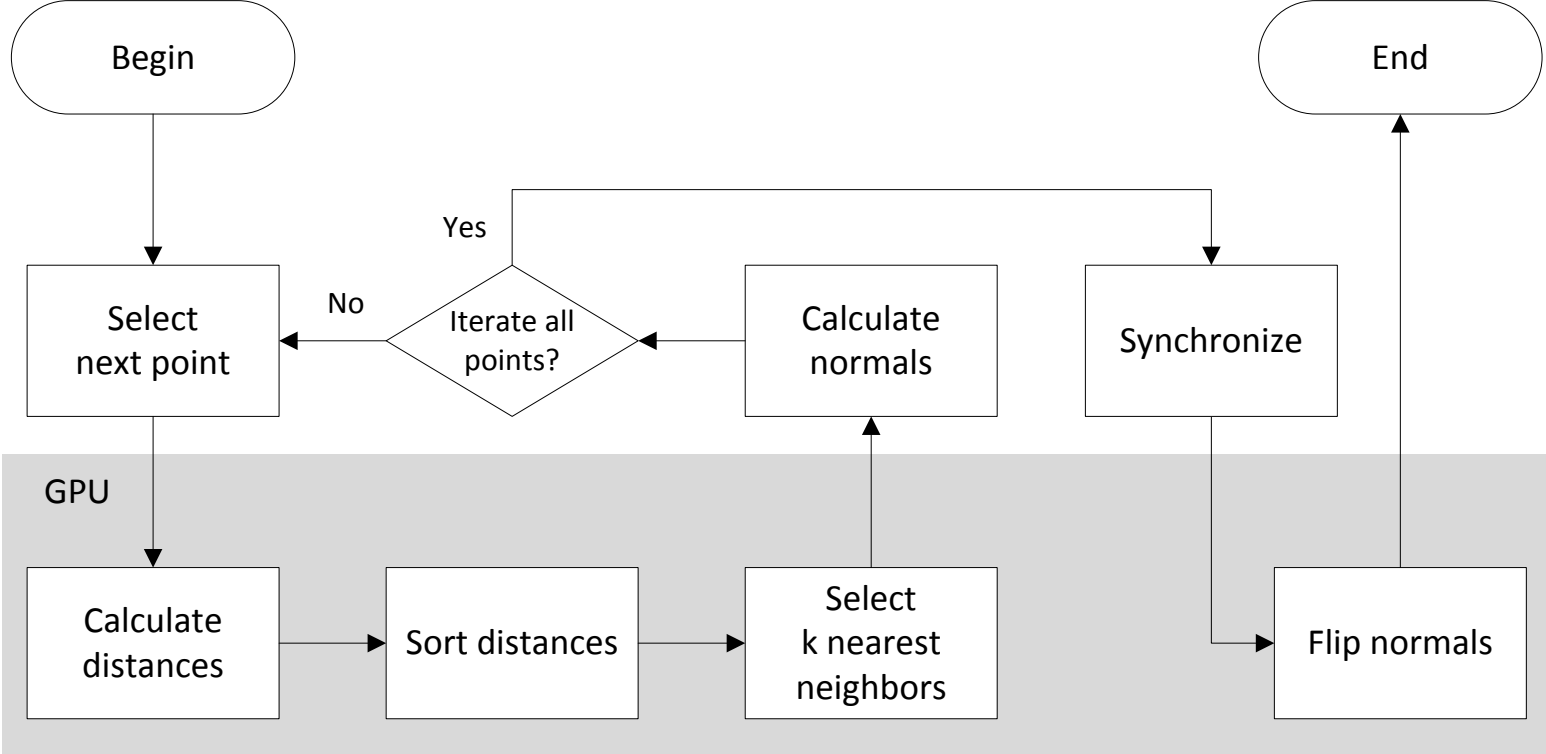 Begin
End
Yes
No
Select
next point
Iterate all
points?
Calculate
normals
Synchronize
GPU
Calculate
distances
Sort distances
Select
k nearest
neighbors
Flip normals